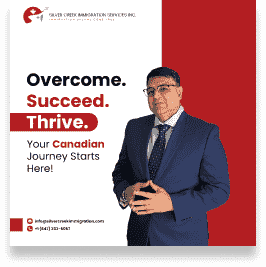 SILVER CREEK IMMIGRATION SERVICES INC.
Overcome.
Succeed.
Thrive.
Your Canadian
Journey Starts
Here!
info@silvercreekimmigration.com